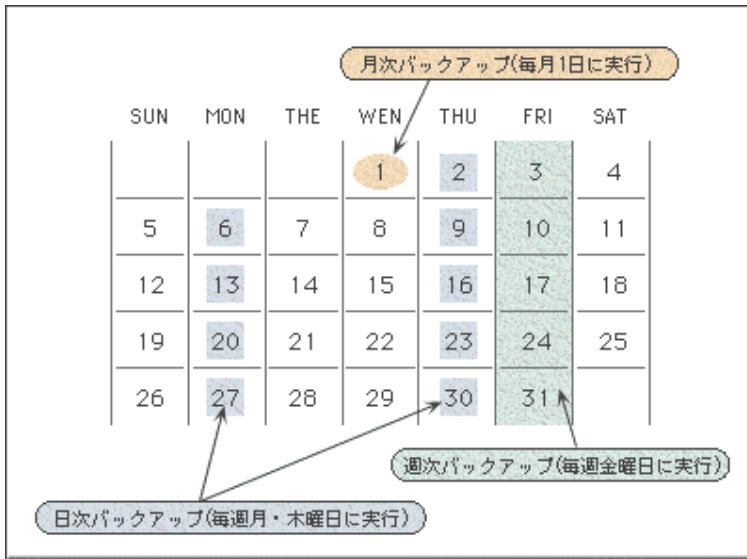 月次バックアップ(毎月1日に実行)
SUN MON THE WEN THU FRI SAT
1 2 3 4
5 6 7 8 9 10 11
12 13 14 15 16 17 18
19 20 21 22 23 24 25
26 27 28 29 30 31
週次バックアップ(毎週金曜日に実行)
日次バックアップ(毎週月・木曜日に実行)